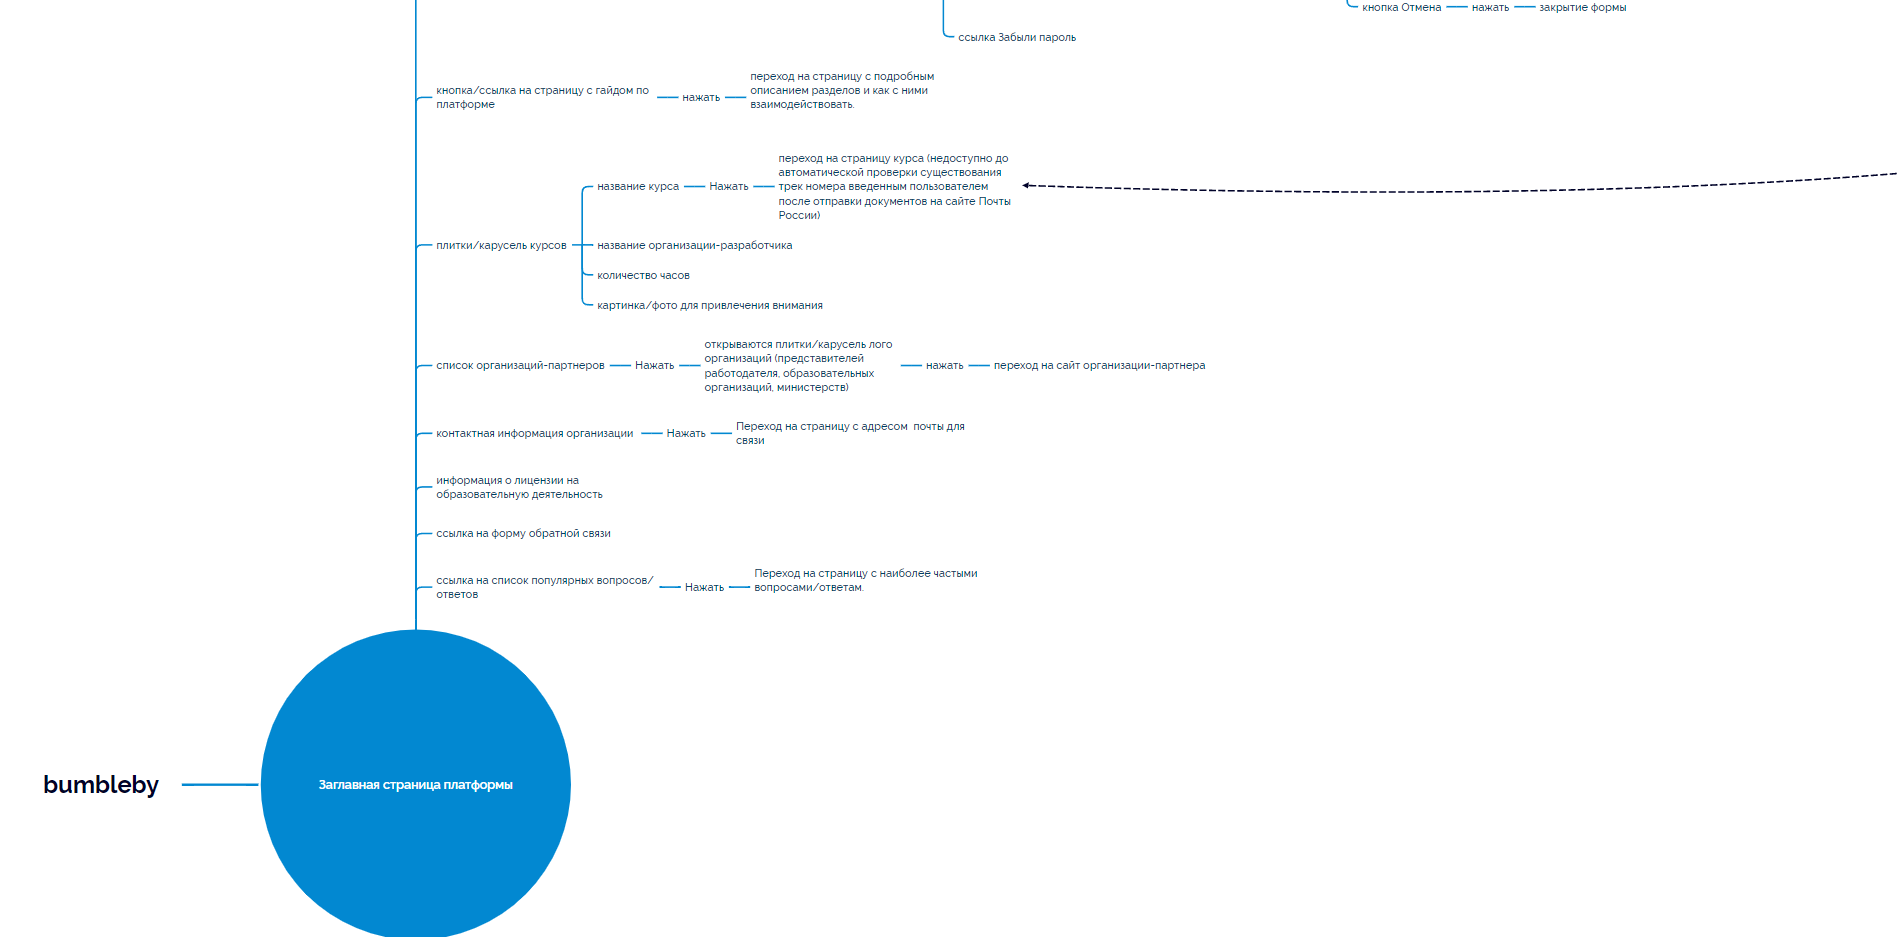 кнопка Отмена
нажать
закрытие формы
ссылка Забыли пароль
кнопка/ссылка на страницу с гайдом по
платформе
нажать
переход на страницу с подробным
описанием разделов и как с ними
взаимодействовать.
плитки/карусель курсов
название курса
Нажать
переход на страницу курса (недоступно до
автоматической проверки существования
трек номера введенным пользователем
после отправки документов на сайте Почты
России)
название организации-разработчика
количество часов
картинка/фото для привлечения внимания
список организаций-партнеров
Нажать
открываются плитки/карусель лого
организаций (представителей
работодателя, образовательных
организаций, министерств)
нажать
переход на сайт организации-партнера
контактная информация организации
Нажать
Переход на страницу с адресом  почты для
связи
информация о лицензии на
образовательную деятельность
ссылка на форму обратной связи
ссылка на список популярных вопросов/
ответов
Нажать
Переход на страницу с наиболее частыми
вопросами/ответам.
bumbleby
Заглавная страница платформы